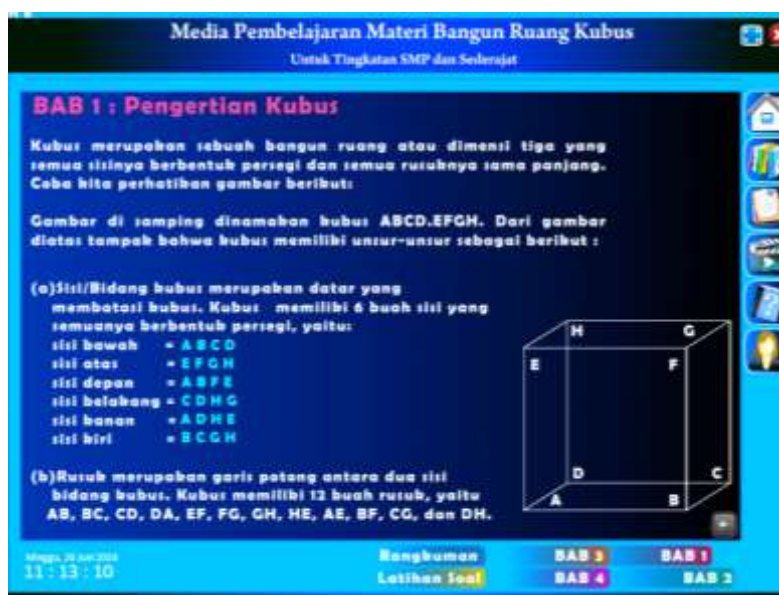 Media Pembelajaran Materi Bangun Ruang Kubus
Untuk Tingkatan SMP dan Sederajat
BAB 1 : Pengertian Kubus
Kubus merupakan sebuah bangun ruang atau dimensi tiga yang
semua sisinya berbentuk persegi dan semua rusuknya sama panjang.
Coba kita perhatikan gambar berikut:
Gambar di samping dinamakan kubus ABCD.EFGH. Dari gambar
diatas tampak bahwa kubus memiliki unsur-unsur sebagai berikut :
(a)Sisi/Bidang kubus merupakan datar yang
membatasi kubus. Kubus memiliki 6 buah sisi yang
semuanya berbentuk persegi, yaitu:
sisi bawah = A B C D
sisi atas = E F G H
sisi depan = A B F E
sisi belakang = C D H G
sisi kanan = A D H E
sisi kiri = B C G H
(b)Rusuk merupakan garis potong antara dua sisi
bidang kubus. Kubus memiliki 12 buah rusuk, yaitu
AB, BC, CD, DA, EF, FG, GH, HE, AE, BF, CG, dan DH.
H G
E F
D C
A B
Minggu,
11 : 13 : 10
Rangkuman BAB 3 BAB 1
Latihan Soal BAB 4 BAB 2